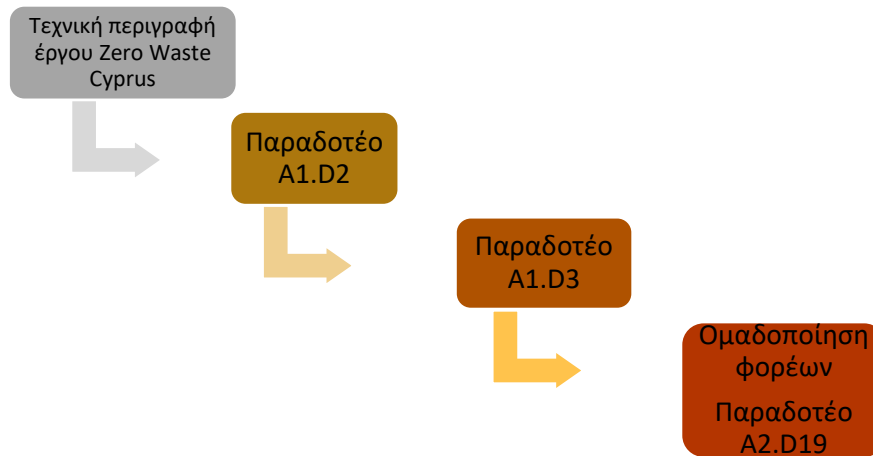 Τεχνική περιγραφή
έργου Zero Waste
Cyprus
Παραδοτέο
A1.D2
Παραδοτέο
A1.D3
Ομαδοποίηση
φορέων
Παραδοτέο
A2.D19